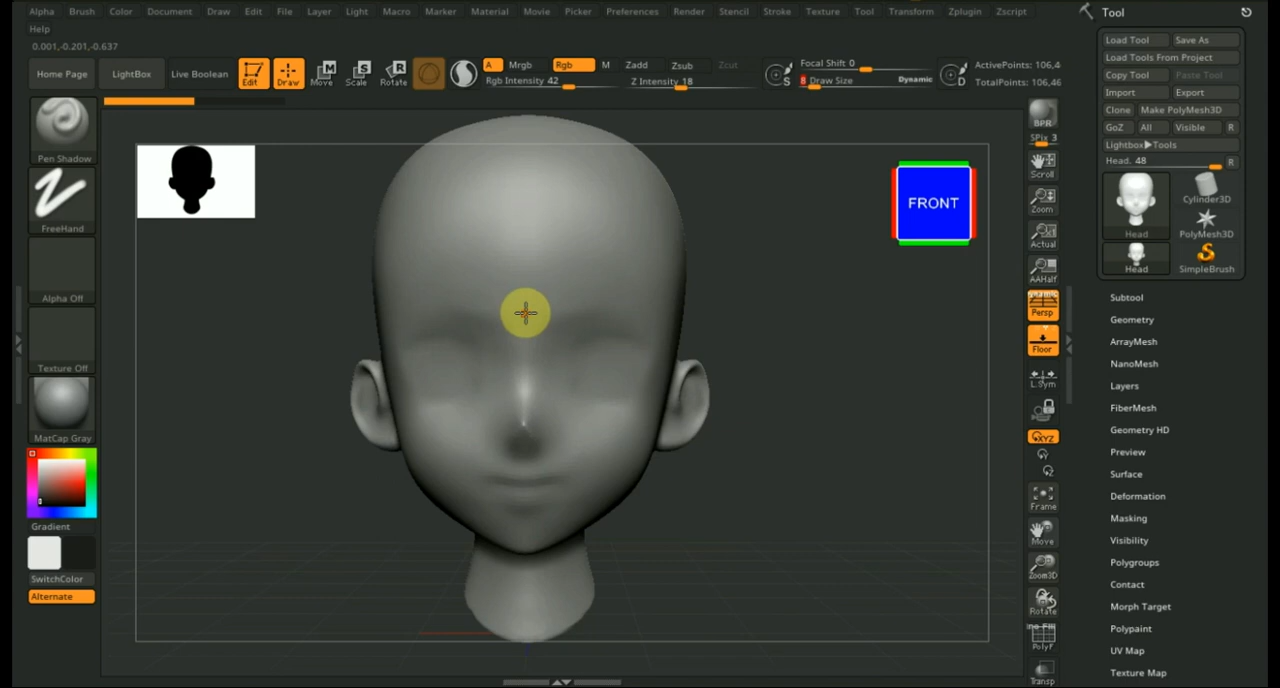 Alpha Brush Color Document Draw Edit File Layer Light Macro Marker Material Movie Picker Preferences Render Stencil Stroke Texture Tool Transform Zplugin Zscript
Help
0.001,-0.201,-0.637
Home Page LightBox Live Boolean Edit Draw Move Scale Rotate
A Mrgb Rgb M Zadd Zsub Zcut
Rgb Intensity 42 Z Intensity 18
Focal Shift 0
Draw Size Dynamic
S D
ActivePoints: 106,4
TotalPoints: 106,46
Pen Shadow
FreeHand
Alpha Off
Texture Off
MatCap Gray
Gradient
SwitchColor
Alternate
FRONT
BPR
SPix 3
Scroll
Zoom
Actual
AAHalf
Persp
Floor
L.Sym
XYZ
Y
Z
Frame
Move
Zoom3D
Rotate
PolyF
Transp
Tool
Load Tool Save As
Load Tools From Project
Copy Tool Paste Tool
Import Export
Clone Make PolyMesh3D
GoZ All Visible R
Lightbox▶Tools
Head. 48 R
Head Cylinder3D
PolyMesh3D
Head SimpleBrush
Subtool
Geometry
ArrayMesh
NanoMesh
Layers
FiberMesh
Geometry HD
Preview
Surface
Deformation
Masking
Visibility
Polygroups
Contact
Morph Target
Polypaint
UV Map
Texture Map